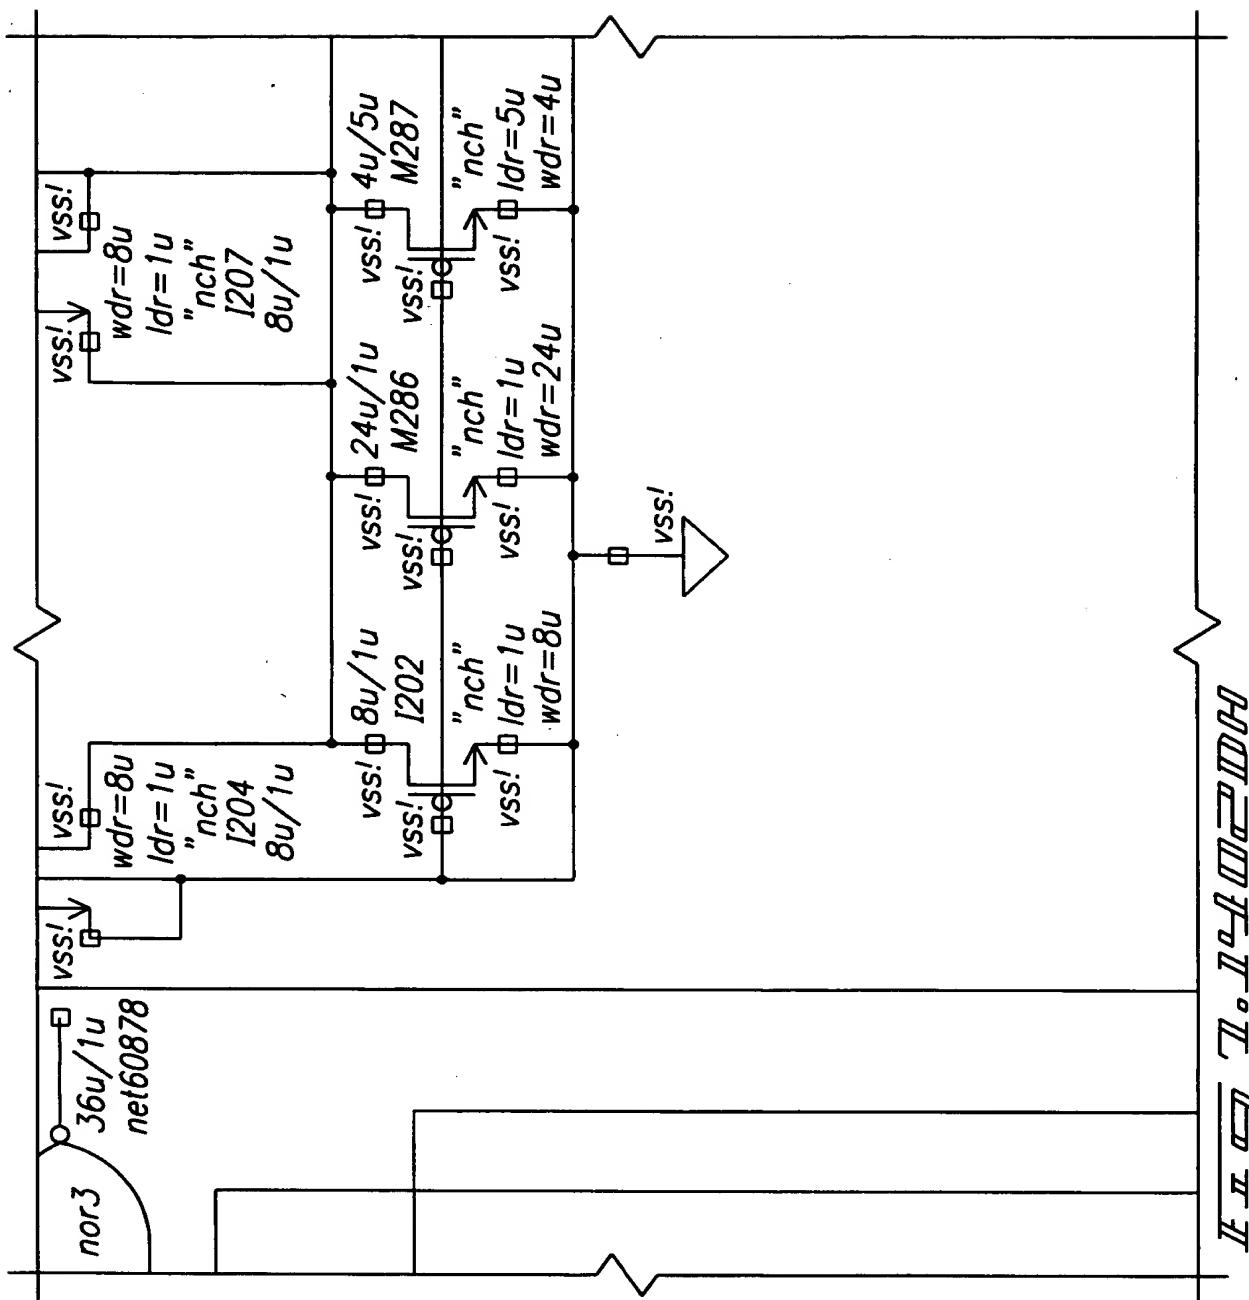 nor3
36u/1u
net60878
vss!
vss!
wdr=8u
ldr=1u
"nch"
I204
8u/1u
vss!
vss!
wdr=8u
ldr=1u
"nch"
I207
8u/1u
8u/1u
I202
vss!
vss!
"nch"
vss!
ldr=1u
wdr=8u
24u/1u
M286
vss!
vss!
"nch"
vss!
ldr=1u
wdr=24u
4u/5u
M287
vss!
vss!
"nch"
vss!
ldr=5u
wdr=4u
vss!
FIG